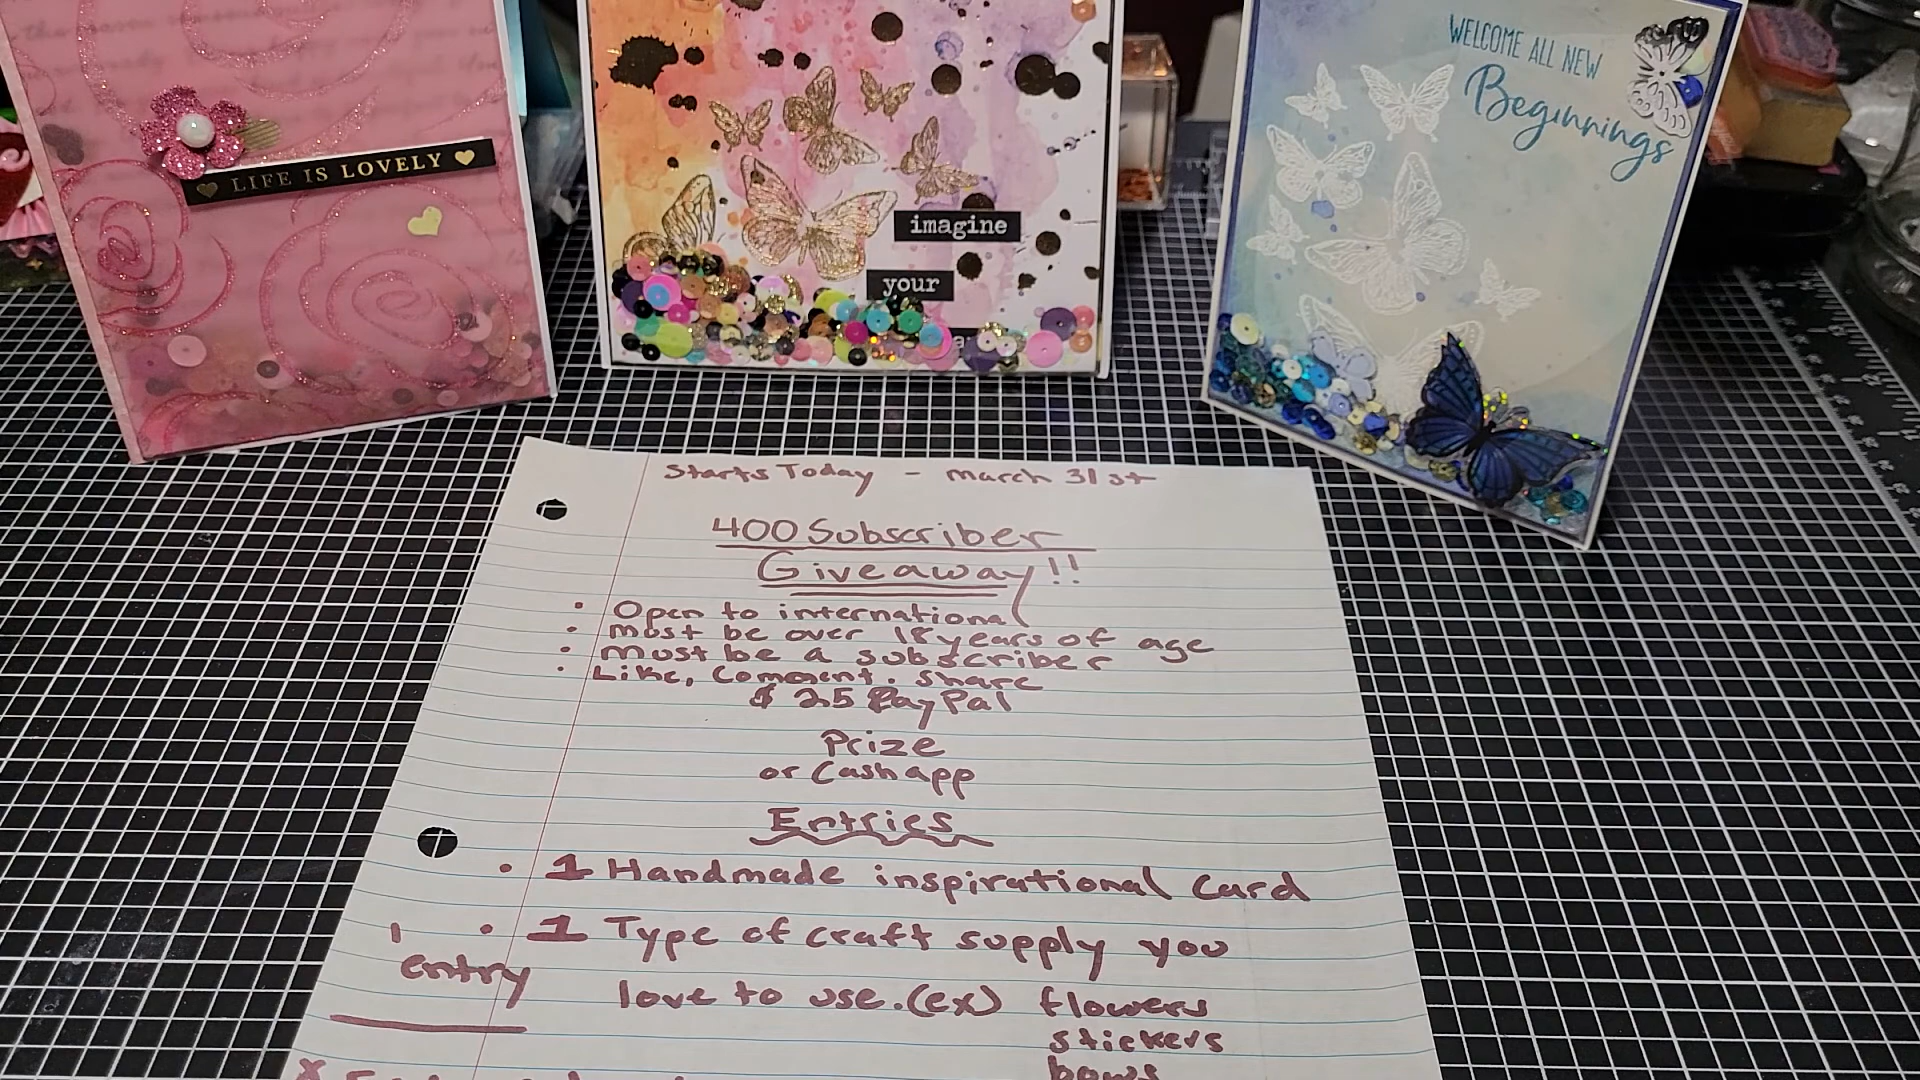 LIFE IS LOVELY
imagine
your
WELCOME ALL NEW
Beginnings
Starts Today - march 31st
400 Subscriber
Giveaway!!
• Open to international
• must be over 18 years of age
• must be a subscriber
• Like, Comment. share
$25 PayPal
Prize
or Cash app
Entries
• 1 Handmade inspirational Card
• 1 Type of craft supply you
1 entry
love to use. (ex) flowers
stickers
bows